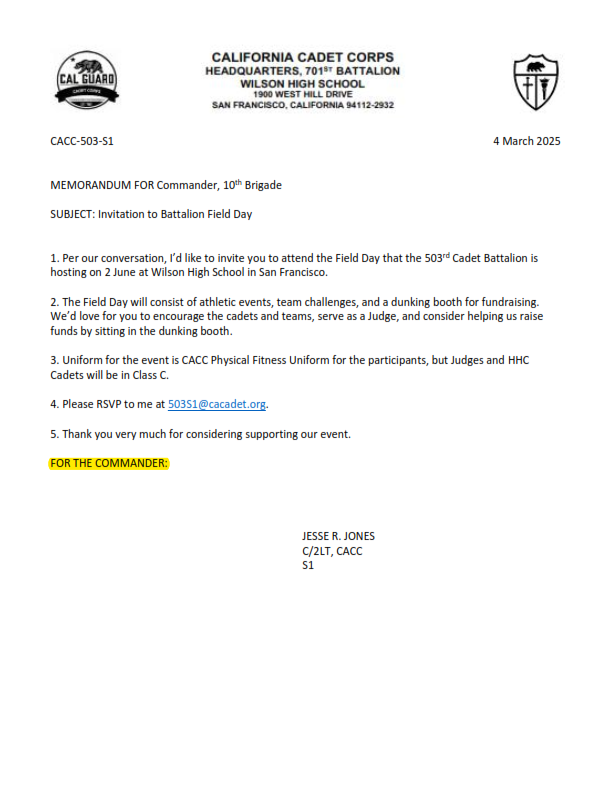 CAL GUARD
CADET CORPS
CALIFORNIA CADET CORPS
HEADQUARTERS, 701ST BATTALION
WILSON HIGH SCHOOL
1900 WEST HILL DRIVE
SAN FRANCISCO, CALIFORNIA 94112-2932
CACC-503-S1 4 March 2025
MEMORANDUM FOR Commander, 10th Brigade
SUBJECT: Invitation to Battalion Field Day
1. Per our conversation, I’d like to invite you to attend the Field Day that the 503rd Cadet Battalion is
hosting on 2 June at Wilson High School in San Francisco.
2. The Field Day will consist of athletic events, team challenges, and a dunking booth for fundraising.
We’d love for you to encourage the cadets and teams, serve as a Judge, and consider helping us raise
funds by sitting in the dunking booth.
3. Uniform for the event is CACC Physical Fitness Uniform for the participants, but Judges and HHC
Cadets will be in Class C.
4. Please RSVP to me at 503S1@cacadet.org.
5. Thank you very much for considering supporting our event.
FOR THE COMMANDER:
JESSE R. JONES
C/2LT, CACC
S1